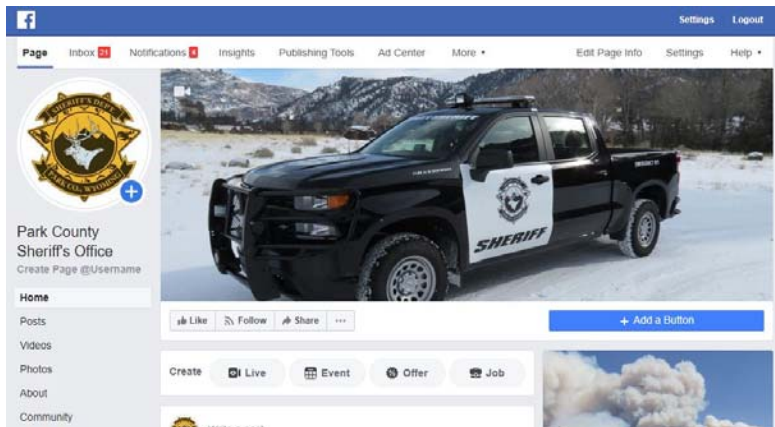 f
Settings Logout
Page Inbox 21 Notifications 4 Insights Publishing Tools Ad Center More Edit Page Info Settings Help
SHERIFF'S DEPT.
PARK CO., WYOMING
Park County
Sheriff's Office
Create Page @Username
SHERIFF
Home
Posts
Like Follow Share ...
+ Add a Button
Videos
Photos
Create Live Event Offer Job
About
Community